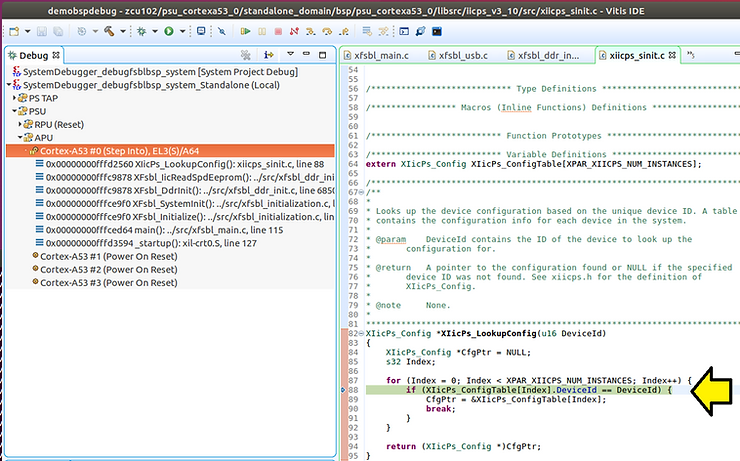 demobspdebug - zcu102/psu_cortexa53_0/standalone_domain/bsp/psu_cortexa53_0/libsrc/iicps_v3_10/src/xiicps_sinit.c - Vitis IDE
Debug
SystemDebugger_debugfsblbsp_system [System Project Debug]
SystemDebugger_debugfsblbsp_system_Standalone (Local)
PS TAP
PSU
RPU (Reset)
APU
Cortex-A53 #0 (Step Into), EL3(S)/A64
0x00000000fffd2560 XIicPs_LookupConfig(): xiicps_sinit.c, line 88
0x00000000fffc9878 XFsbl_IicReadSpdEeprom(): ../src/xfsbl_ddr_ini
0x00000000fffc9878 XFsbl_DdrInit(): ../src/xfsbl_ddr_init.c, line 6850
0x00000000fffce9f0 XFsbl_SystemInit(): ../src/xfsbl_initialization.c,
0x00000000fffce9f0 XFsbl_Initialize(): ../src/xfsbl_initialization.c, lin
0x00000000fffced64 main(): ../src/xfsbl_main.c, line 115
0x00000000fffd3594 _startup(): xil-crt0.S, line 127
Cortex-A53 #1 (Power On Reset)
Cortex-A53 #2 (Power On Reset)
Cortex-A53 #3 (Power On Reset)
xfsbl_main.c
xfsbl_usb.c
xfsbl_ddr_in...
xiicps_sinit.c
»5
54
55
56 /**************************** Type Definitions ****************************
57
58 /***************** Macros (Inline Functions) Definitions *****************
59
60
61 /************************** Function Prototypes **************************
62
63 /************************** Variable Definitions **************************
64 extern XIicPs_Config XIicPs_ConfigTable[XPAR_XIICPS_NUM_INSTANCES];
65
66 /*************************************************************************
67 /**
68 *
69 * Looks up the device configuration based on the unique device ID. A table
70 * contains the configuration info for each device in the system.
71 *
72 * @param DeviceId contains the ID of the device to look up the
73 * configuration for.
74 *
75 * @return A pointer to the configuration found or NULL if the specified
76 * device ID was not found. See xiicps.h for the definition of
77 * XIicPs_Config.
78 *
79 * @note None.
80 *
81 **************************************************************************
82 XIicPs_Config *XIicPs_LookupConfig(u16 DeviceId)
83 {
84 XIicPs_Config *CfgPtr = NULL;
85 s32 Index;
86
87 for (Index = 0; Index < XPAR_XIICPS_NUM_INSTANCES; Index++) {
88 if (XIicPs_ConfigTable[Index].DeviceId == DeviceId) {
89 CfgPtr = &XIicPs_ConfigTable[Index];
90 break;
91 }
92 }
93
94 return (XIicPs_Config *)CfgPtr;
95 }